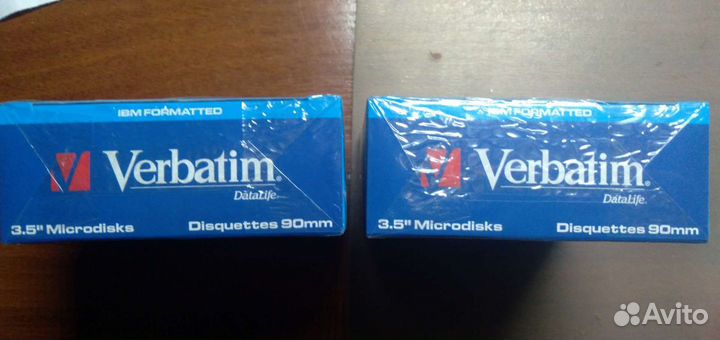 IBM FORMATTED
Verbatim®
DataLife®
3.5" Microdisks Disquettes 90mm
IBM FORMATTED
Verbatim®
DataLife®
3.5" Microdisks Disquettes 90mm
Avito